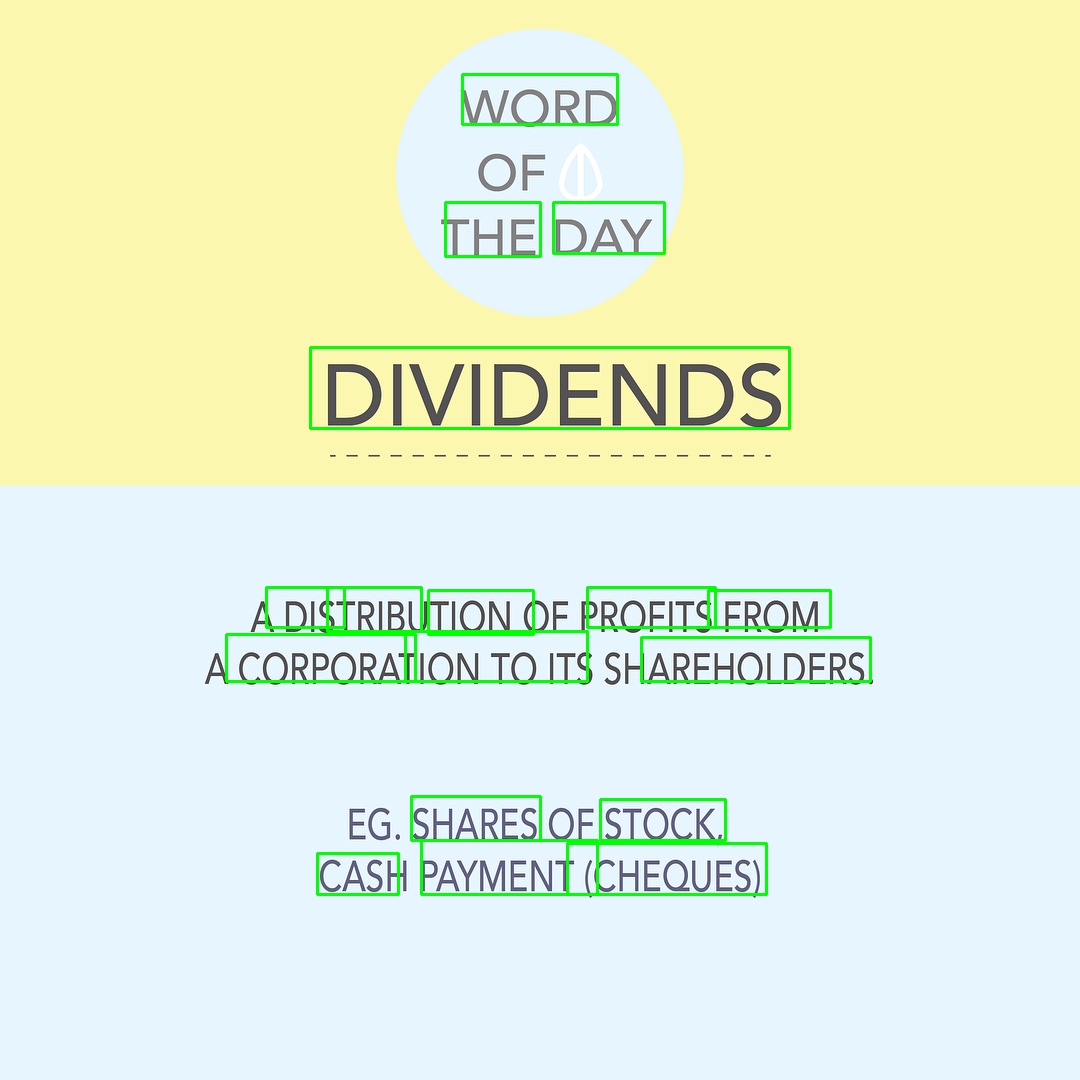 WORD
OF
THE DAY
DIVIDENDS
A DISTRIBUTION OF PROFITS FROM
A CORPORATION TO ITS SHAREHOLDERS.
EG. SHARES OF STOCK,
CASH PAYMENT (CHEQUES)